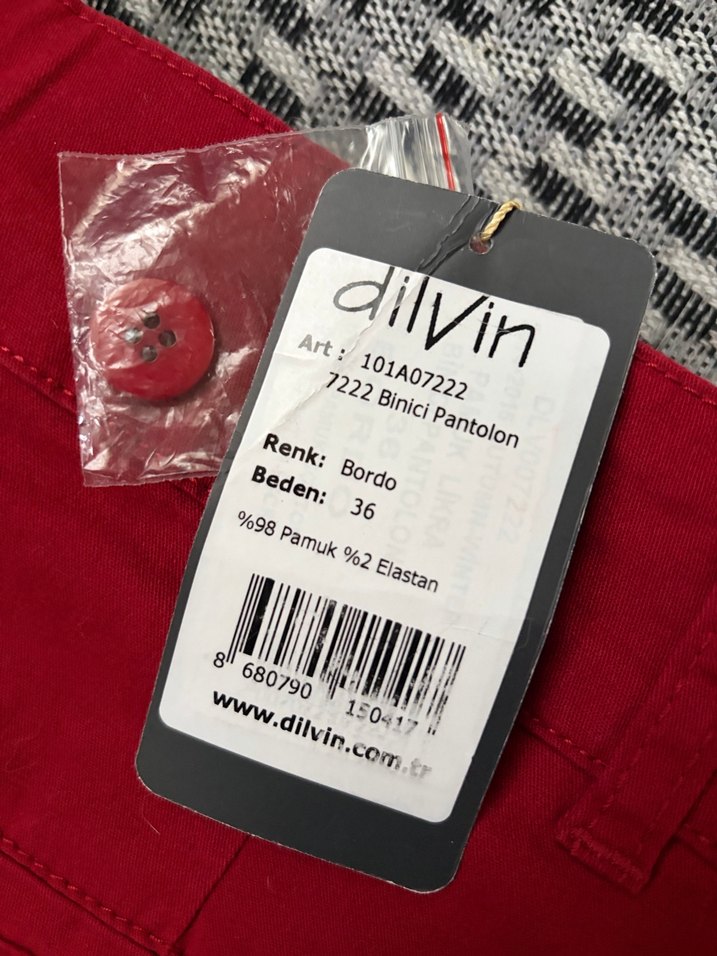 dilvin
Art : 101A07222
7222 Binici Pantolon
Renk: Bordo
Beden: 36
%98 Pamuk %2 Elastan
8 680790 150417
www.dilvin.com.tr